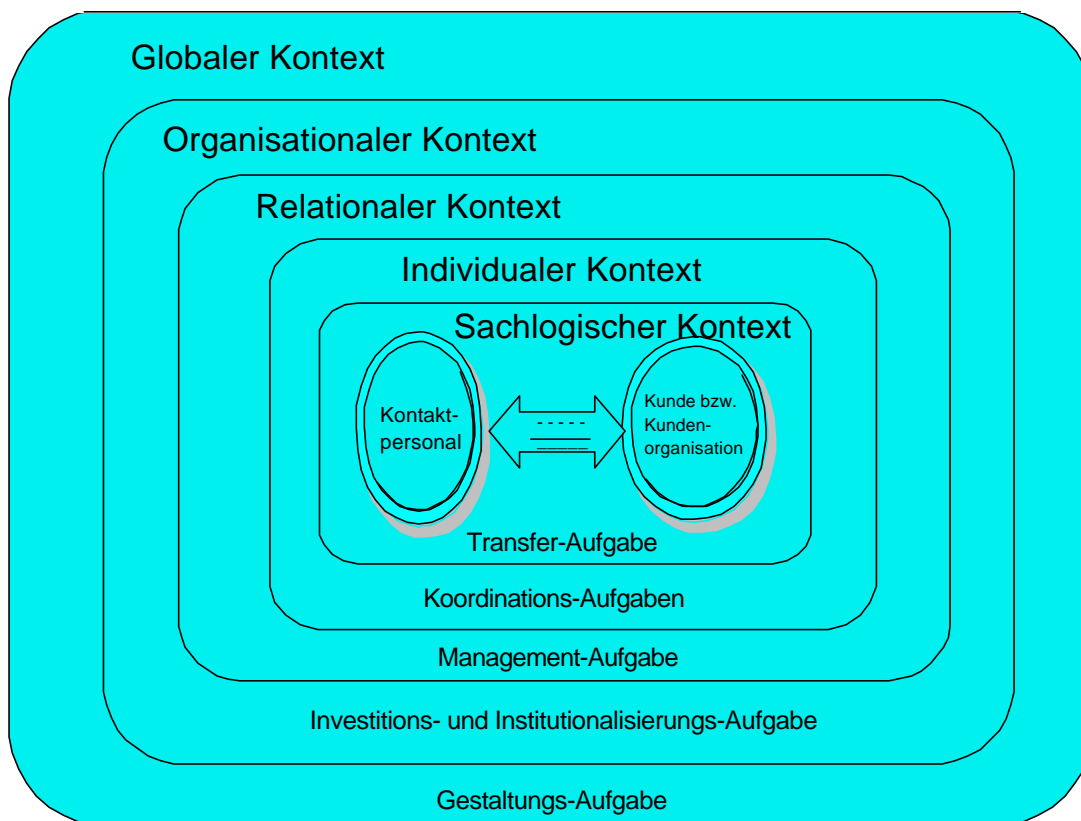 Globaler Kontext
Organisationaler Kontext
Relationaler Kontext
Individualer Kontext
Sachlogischer Kontext
Kontakt-
personal
Kunde bzw.
Kunden-
organisation
Transfer-Aufgabe
Koordinations-Aufgaben
Management-Aufgabe
Investitions- und Institutionalisierungs-Aufgabe
Gestaltungs-Aufgabe